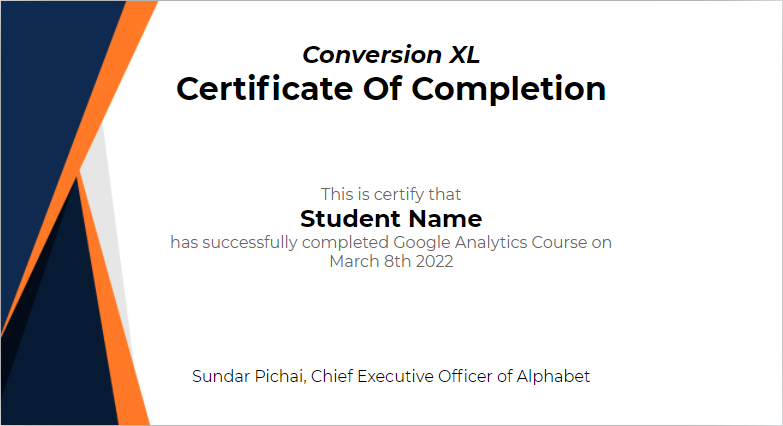 Conversion XL
Certificate Of Completion
This is certify that
Student Name
has successfully completed Google Analytics Course on
March 8th 2022
Sundar Pichai, Chief Executive Officer of Alphabet